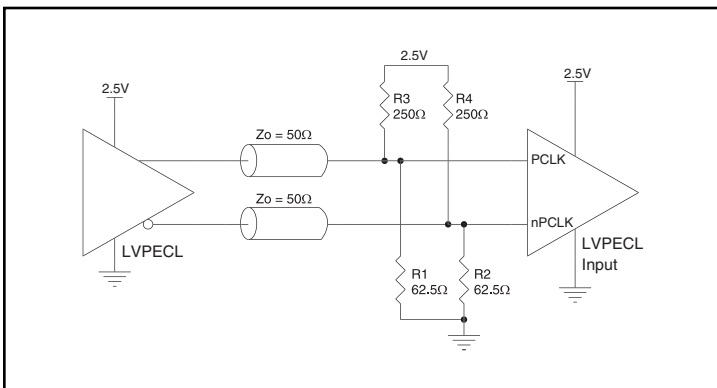 2.5V
2.5V
2.5V
R3
250Ω
R4
250Ω
Zo = 50Ω
PCLK
Zo = 50Ω
nPCLK
LVPECL
LVPECL
Input
R1
62.5Ω
R2
62.5Ω